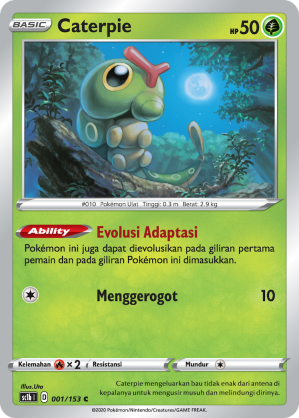 BASIC Caterpie HP 50
#010 Pokémon Ulat. Tinggi: 0.3 m Berat: 2.9 kg
Ability Evolusi Adaptasi
Pokémon ini juga dapat dievolusikan pada giliran pertama
pemain dan pada giliran Pokémon ini dimasukkan.
Menggerogot 10
Kelemahan ×2 Resistansi Mundur
Illus. Uta
sc1b I D 001/153 C
Caterpie mengeluarkan bau tidak enak dari antena di
kepalanya untuk mengusir musuh dan melindungi dirinya.
©2020 Pokémon/Nintendo/Creatures/GAME FREAK.